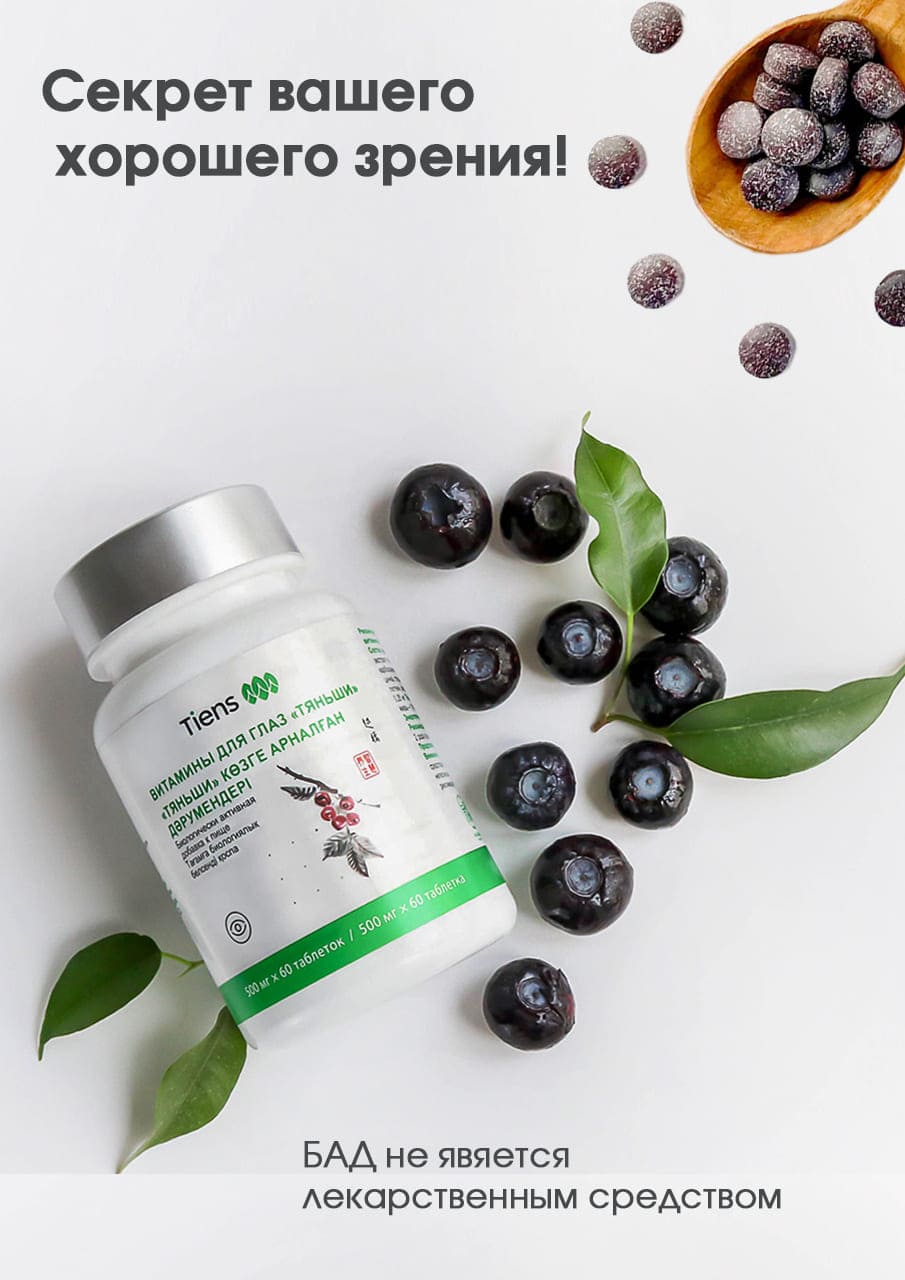 Секрет вашего
хорошего зрения!
Tiens
ВИТАМИНЫ ДЛЯ ГЛАЗ «ТЯНЬШИ»
«ТЯНЬШИ» КӨЗГЕ АРНАЛҒАН
ДӘРУМЕНДЕРІ
Биологически активная
добавка к пище
Тағамға биологиялық
белсенді қоспа
500 мг × 60 таблеток / 500 мг × 60 таблетка
БАД не явяется
лекарственным средством